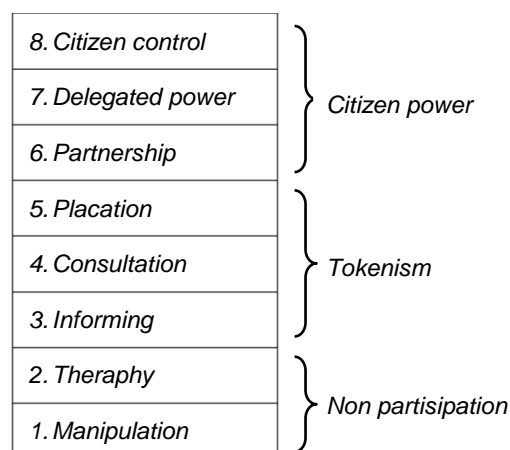 8. Citizen control
7. Delegated power
6. Partnership
Citizen power
5. Placation
4. Consultation
3. Informing
Tokenism
2. Theraphy
1. Manipulation
Non partisipation